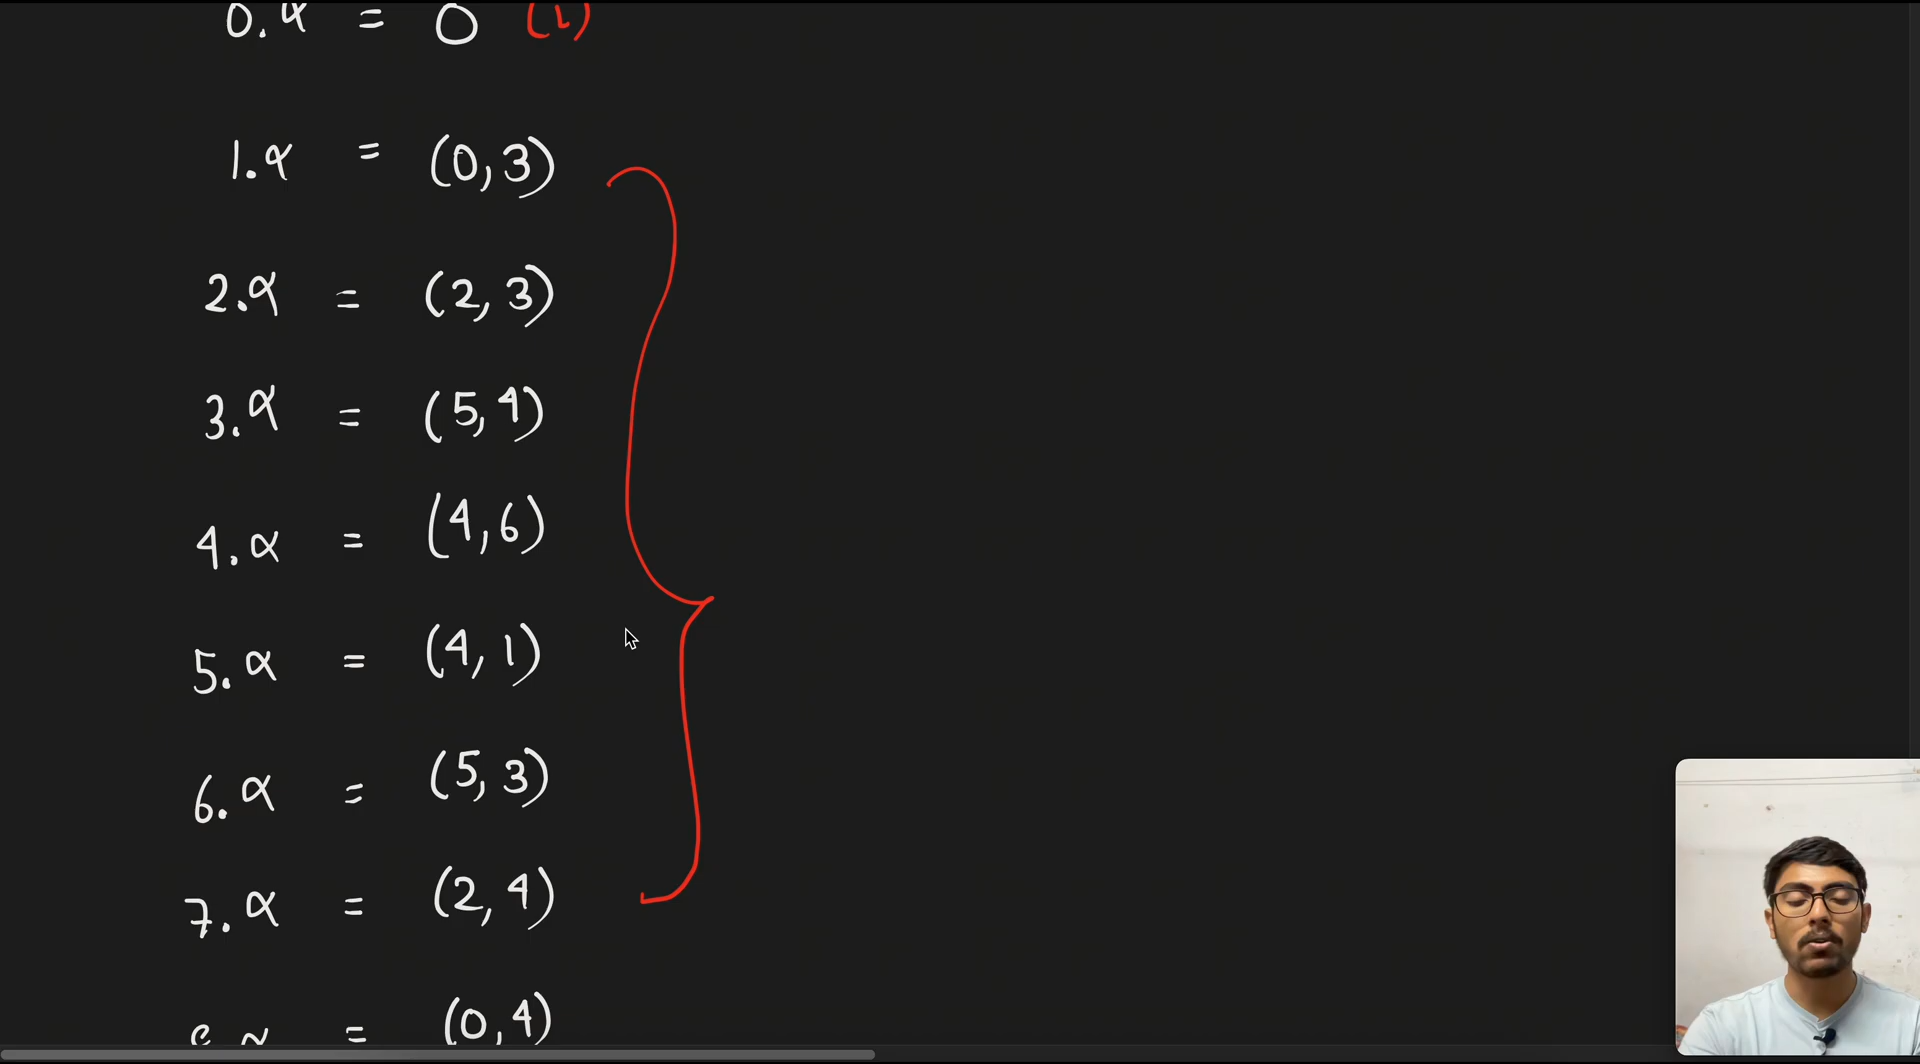 0.α = 0 (1)
1.α = (0,3)
2.α = (2,3)
3.α = (5,4)
4.α = (4,6)
5.α = (4,1)
6.α = (5,3)
7.α = (2,4)
= (0,4)